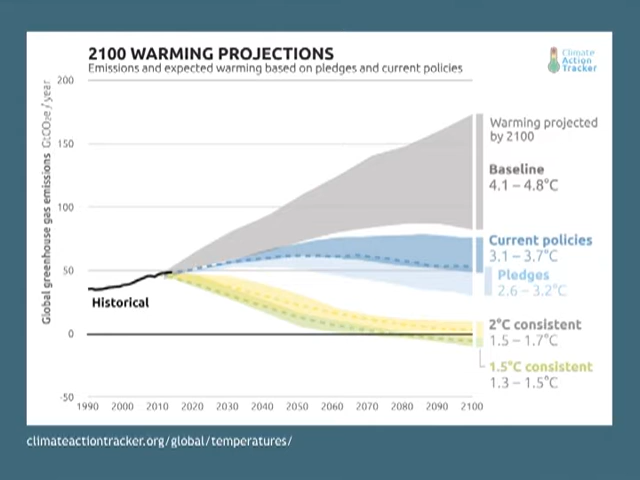 2100 WARMING PROJECTIONS
Emissions and expected warming based on pledges and current policies
Climate
Action
Tracker
Global greenhouse gas emissions GtCO2e / year
200
150
100
50
0
-50
Historical
Warming projected
by 2100
Baseline
4.1 – 4.8°C
Current policies
3.1 – 3.7°C
Pledges
2.6 – 3.2°C
2°C consistent
1.5 – 1.7°C
1.5°C consistent
1.3 – 1.5°C
1990 2000 2010 2020 2030 2040 2050 2060 2070 2080 2090 2100
climateactiontracker.org/global/temperatures/